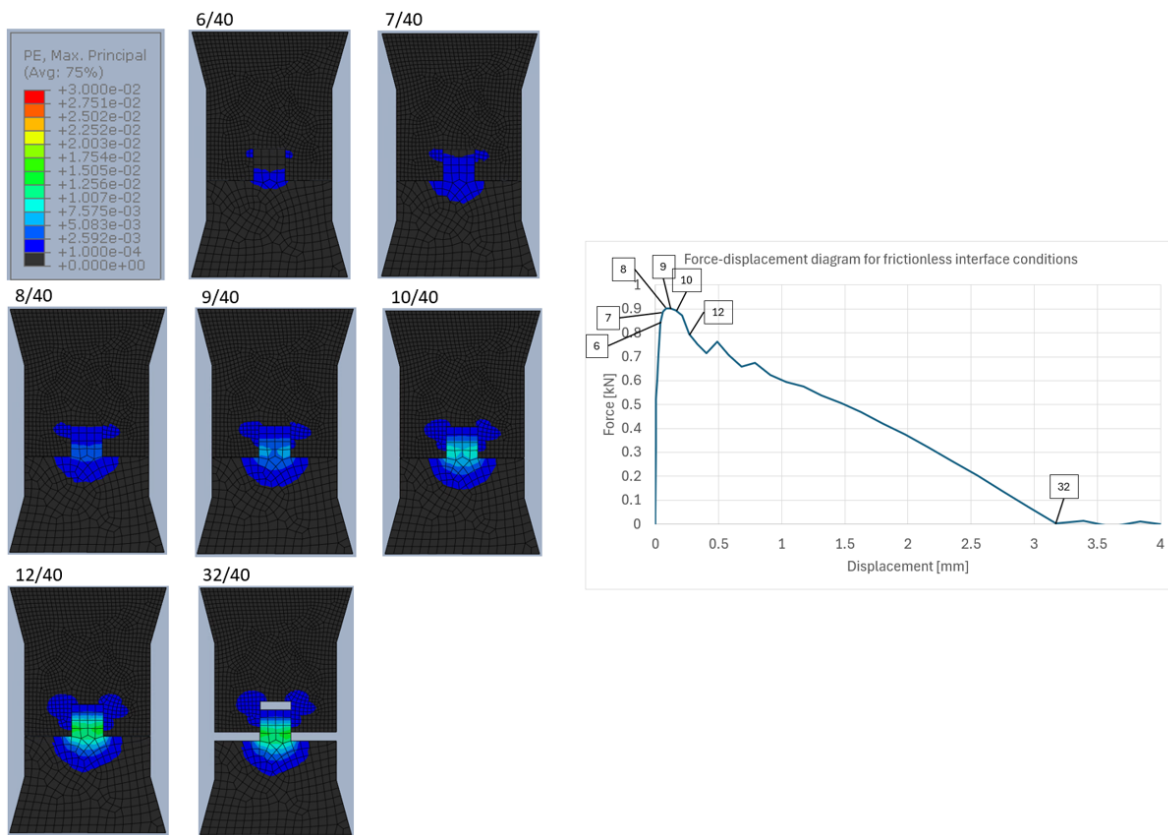 6/40
7/40
PE, Max. Principal
(Avg: 75%)
+3.000e-02
+2.751e-02
+2.502e-02
+2.252e-02
+2.003e-02
+1.754e-02
+1.505e-02
+1.256e-02
+1.007e-02
+7.575e-03
+5.083e-03
+2.592e-03
+1.000e-04
+0.000e+00
8/40
9/40
10/40
12/40
32/40
Force-displacement diagram for frictionless interface conditions
8
9
10
7
12
6
32
1
0.9
0.8
0.7
0.6
0.5
0.4
0.3
0.2
0.1
0
Force [kN]
0 0.5 1 1.5 2 2.5 3 3.5 4
Displacement [mm]